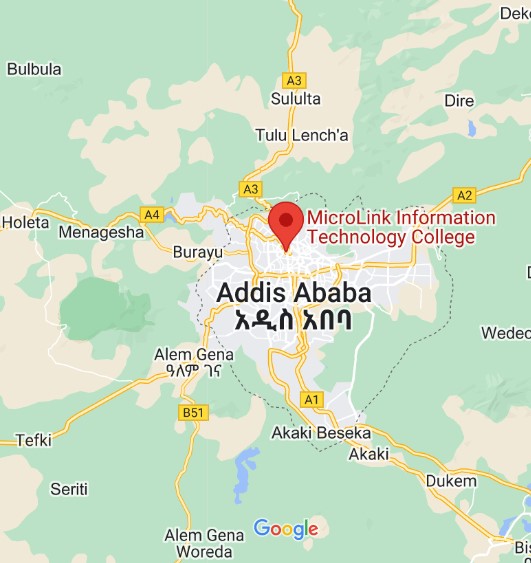 Deke
Bulbula
A3
Sululta
Dire
Tulu Lench'a
A3
A2
A4
Holeta
MicroLink Information
Technology College
Menagesha
Burayu
Addis Ababa
አዲስ አበባ
Wedec
Alem Gena
ዓለም ገና
A1
B51
Akaki Beseka
Tefki
Akaki
Dukem
Seriti
Google
Alem Gena
Woreda
Bis